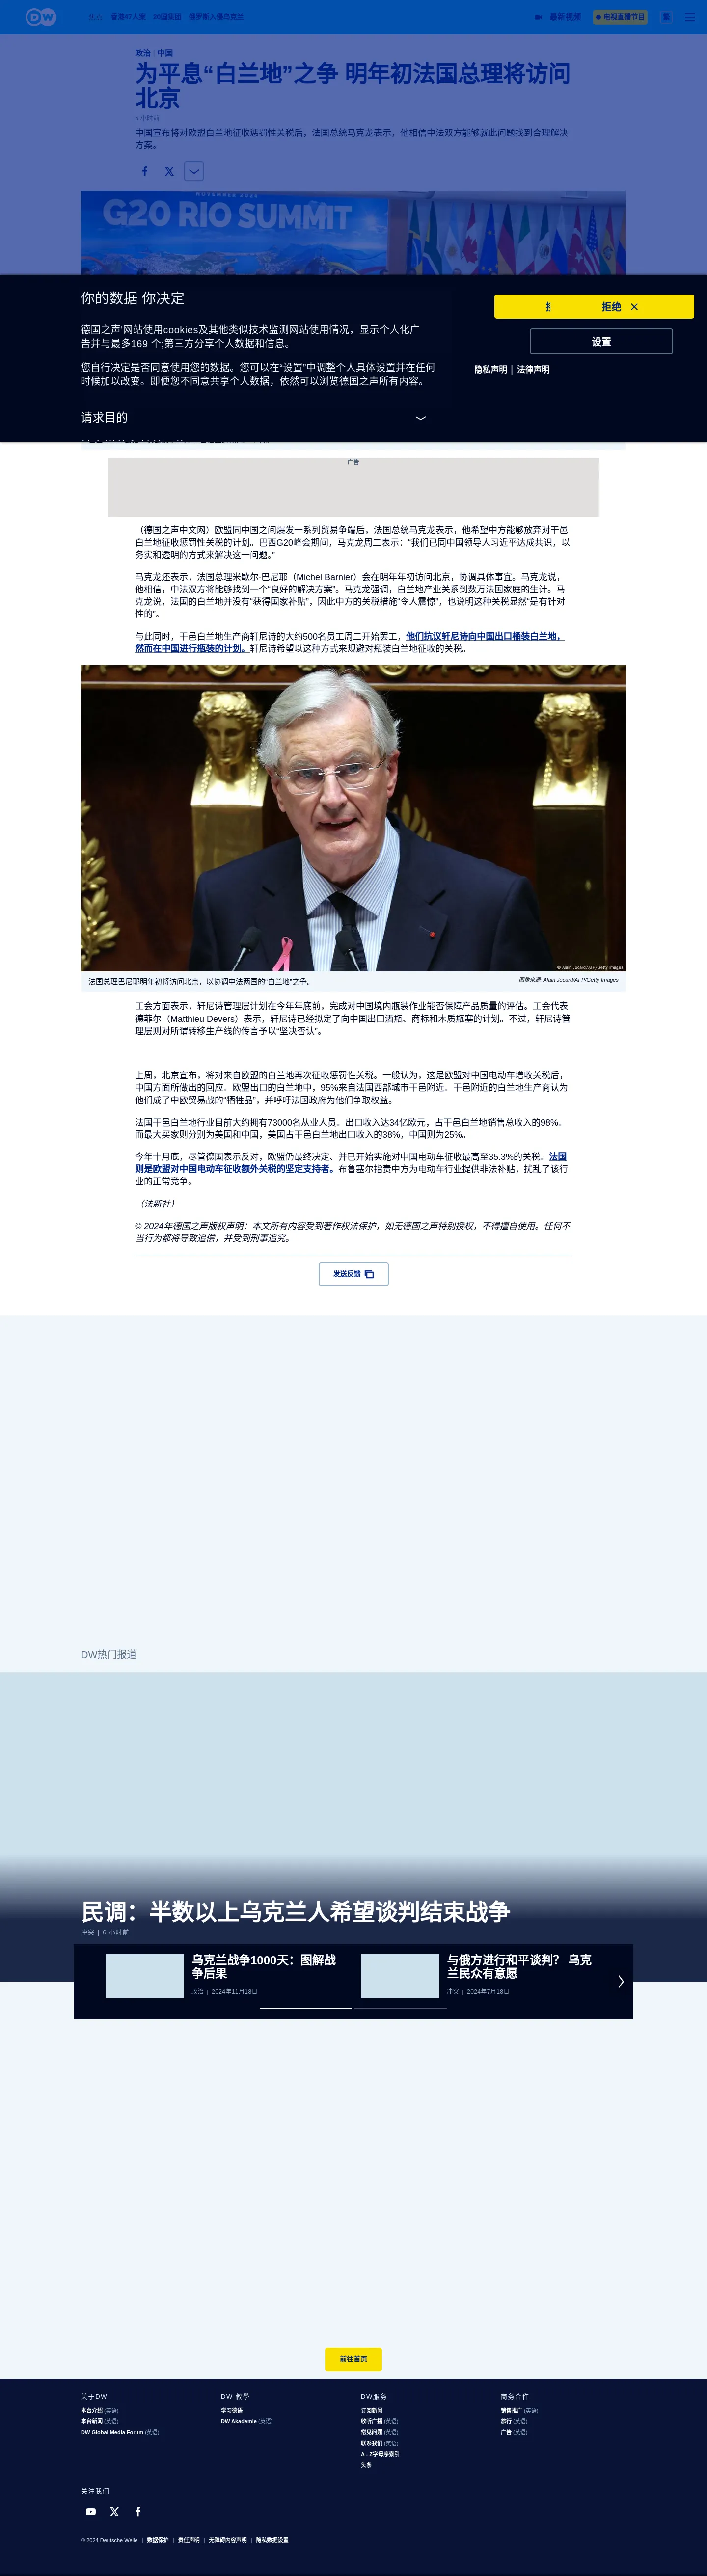 DW
焦点
香港47人案
20国集团
俄罗斯入侵乌克兰
最新视频
电视直播节目
繁
政治 | 中国
为平息“白兰地”之争 明年初法国总理将访问
北京
9 小时前
中国宣布将对欧盟白兰地征收惩罚性关税后，法国总统马克龙表示，他相信中法双方能够就此问题找到合理解决
方案。
NOVEMBER 2024
G20 RIO SUMMIT
你的数据 你决定
德国之声'网站使用cookies及其他类似技术监测网站使用情况，显示个人化广
告并与最多169 个;第三方分享个人数据和信息。
您自行决定是否同意使用您的数据。您可以在“设置”中调整个人具体设置并在任何
时候加以改变。即便您不同意共享个人数据，依然可以浏览德国之声所有内容。
请求目的
拒绝
设置
隐私声明 | 法律声明
广告
（德国之声中文网）欧盟同中国之间爆发一系列贸易争端后，法国总统马克龙表示，他希望中方能够放弃对干邑
白兰地征收惩罚性关税的计划。巴西G20峰会期间，马克龙周二表示：“我们已同中国领导人习近平达成共识，以
务实和透明的方式来解决这一问题。”
马克龙还表示，法国总理米歇尔·巴尼耶（Michel Barnier）会在明年年初访问北京，协调具体事宜。马克龙说，
他相信，中法双方将能够找到一个“良好的解决方案”。马克龙强调，白兰地产业关系到数万法国家庭的生计。马
克龙说，法国的白兰地并没有“获得国家补贴”，因此中方的关税措施“令人震惊”，也说明这种关税显然“是有针对
性的”。
与此同时，干邑白兰地生产商轩尼诗的大约500名员工周二开始罢工，他们抗议轩尼诗向中国出口桶装白兰地，
然而在中国进行瓶装的计划。轩尼诗希望以这种方式来规避对瓶装白兰地征收的关税。
© Alain Jocard/AFP/Getty Images
法国总理巴尼耶明年初将访问北京，以协调中法两国的“白兰地”之争。
图像来源: Alain Jocard/AFP/Getty Images
工会方面表示，轩尼诗管理层计划在今年年底前，完成对中国境内瓶装作业能否保障产品质量的评估。工会代表
德菲尔（Matthieu Devers）表示，轩尼诗已经拟定了向中国出口酒瓶、商标和木质瓶塞的计划。不过，轩尼诗管
理层则对所谓转移生产线的传言予以“坚决否认”。
上周，北京宣布，将对来自欧盟的白兰地再次征收惩罚性关税。一般认为，这是欧盟对中国电动车增收关税后，
中国方面所做出的回应。欧盟出口的白兰地中，95%来自法国西部城市干邑附近。干邑附近的白兰地生产商认为
他们成了中欧贸易战的“牺牲品”，并呼吁法国政府为他们争取权益。
法国干邑白兰地行业目前大约拥有73000名从业人员。出口收入达34亿欧元，占干邑白兰地销售总收入的98%。
而最大买家则分别为美国和中国，美国占干邑白兰地出口收入的38%，中国则为25%。
今年十月底，尽管德国表示反对，欧盟仍最终决定、并已开始实施对中国电动车征收最高至35.3%的关税。法国
则是欧盟对中国电动车征收额外关税的坚定支持者。布鲁塞尔指责中方为电动车行业提供非法补贴，扰乱了该行
业的正常竞争。
（法新社）
© 2024年德国之声版权声明：本文所有内容受到著作权法保护，如无德国之声特别授权，不得擅自使用。任何不
当行为都将导致追偿，并受到刑事追究。
发送反馈
DW热门报道
民调：半数以上乌克兰人希望谈判结束战争
冲突 | 6 小时前
乌克兰战争1000天：图解战
争后果
政治 | 2024年11月18日
与俄方进行和平谈判？ 乌克
兰民众有意愿
冲突 | 2024年7月16日
前往首页
关于DW
本台介绍 (英语)
本台新闻 (英语)
DW Global Media Forum (英语)
DW 教學
学习德语
DW Akademie (英语)
DW服务
订阅新闻
收听广播 (英语)
常见问题 (英语)
联系我们 (英语)
A - Z字母序索引
头条
商务合作
销售推广 (英语)
旅行 (英语)
广告 (英语)
关注我们
© 2024 Deutsche Welle | 数据保护 | 责任声明 | 无障碍内容声明 | 隐私数据设置